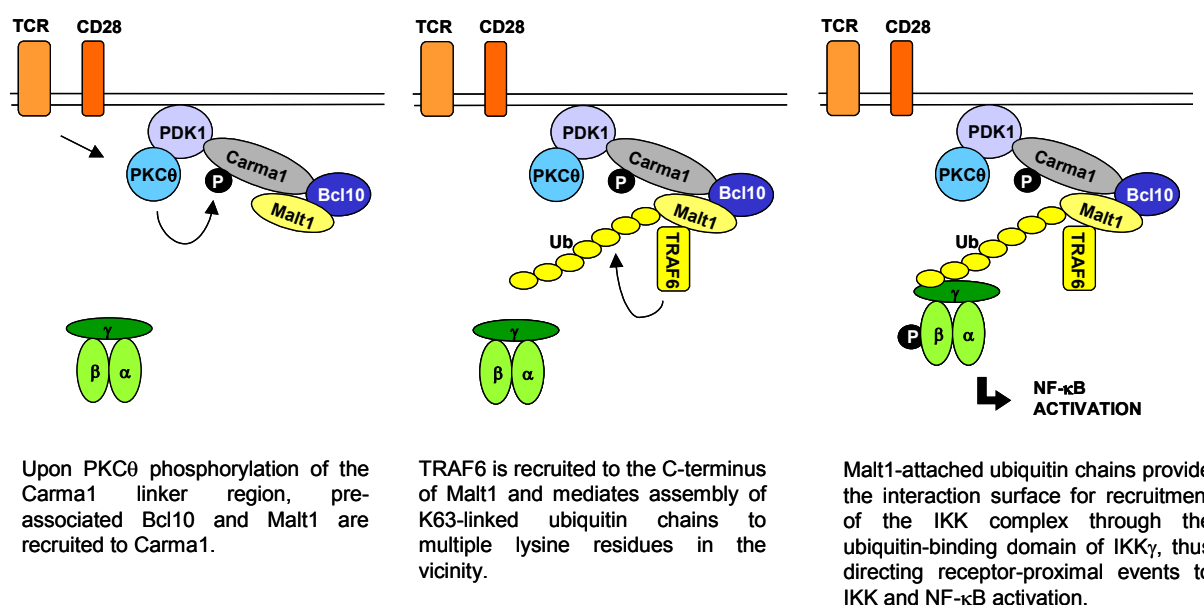 TCR CD28
PDK1
PKCθ
Carma1
P
Bcl10
Malt1
γ
β α
Upon PKCθ phosphorylation of the
Carma1 linker region, pre-
associated Bcl10 and Malt1 are
recruited to Carma1.
TCR CD28
PDK1
PKCθ
Carma1
P
Bcl10
Malt1
Ub
TRAF6
γ
β α
TRAF6 is recruited to the C-terminus
of Malt1 and mediates assembly of
K63-linked ubiquitin chains to
multiple lysine residues in the
vicinity.
TCR CD28
PDK1
PKCθ
Carma1
P
Bcl10
Malt1
Ub
TRAF6
γ
P
β α
NF-κB
ACTIVATION
Malt1-attached ubiquitin chains provide
the interaction surface for recruitmen
of the IKK complex through the
ubiquitin-binding domain of IKKγ, thus
directing receptor-proximal events to
IKK and NF-κB activation.